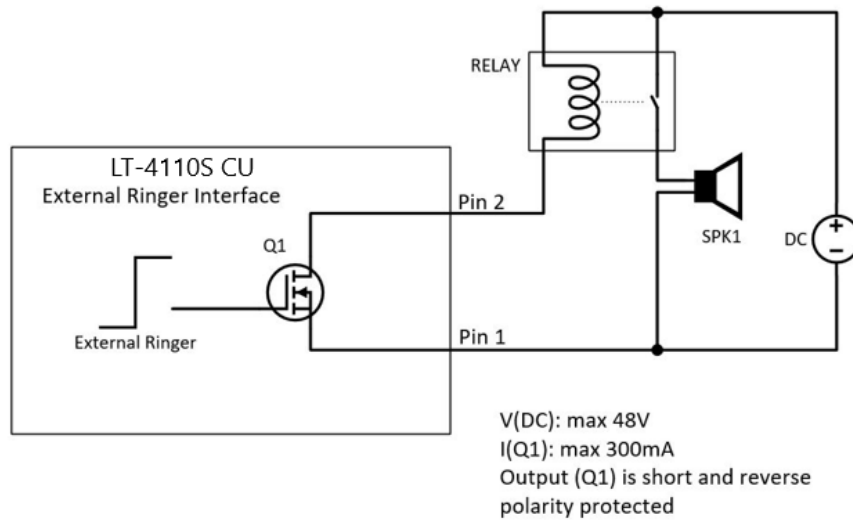 RELAY
LT-4110S CU
External Ringer Interface
Pin 2
Q1
SPK1
DC
+
−
External Ringer
Pin 1
V(DC): max 48V
I(Q1): max 300mA
Output (Q1) is short and reverse
polarity protected